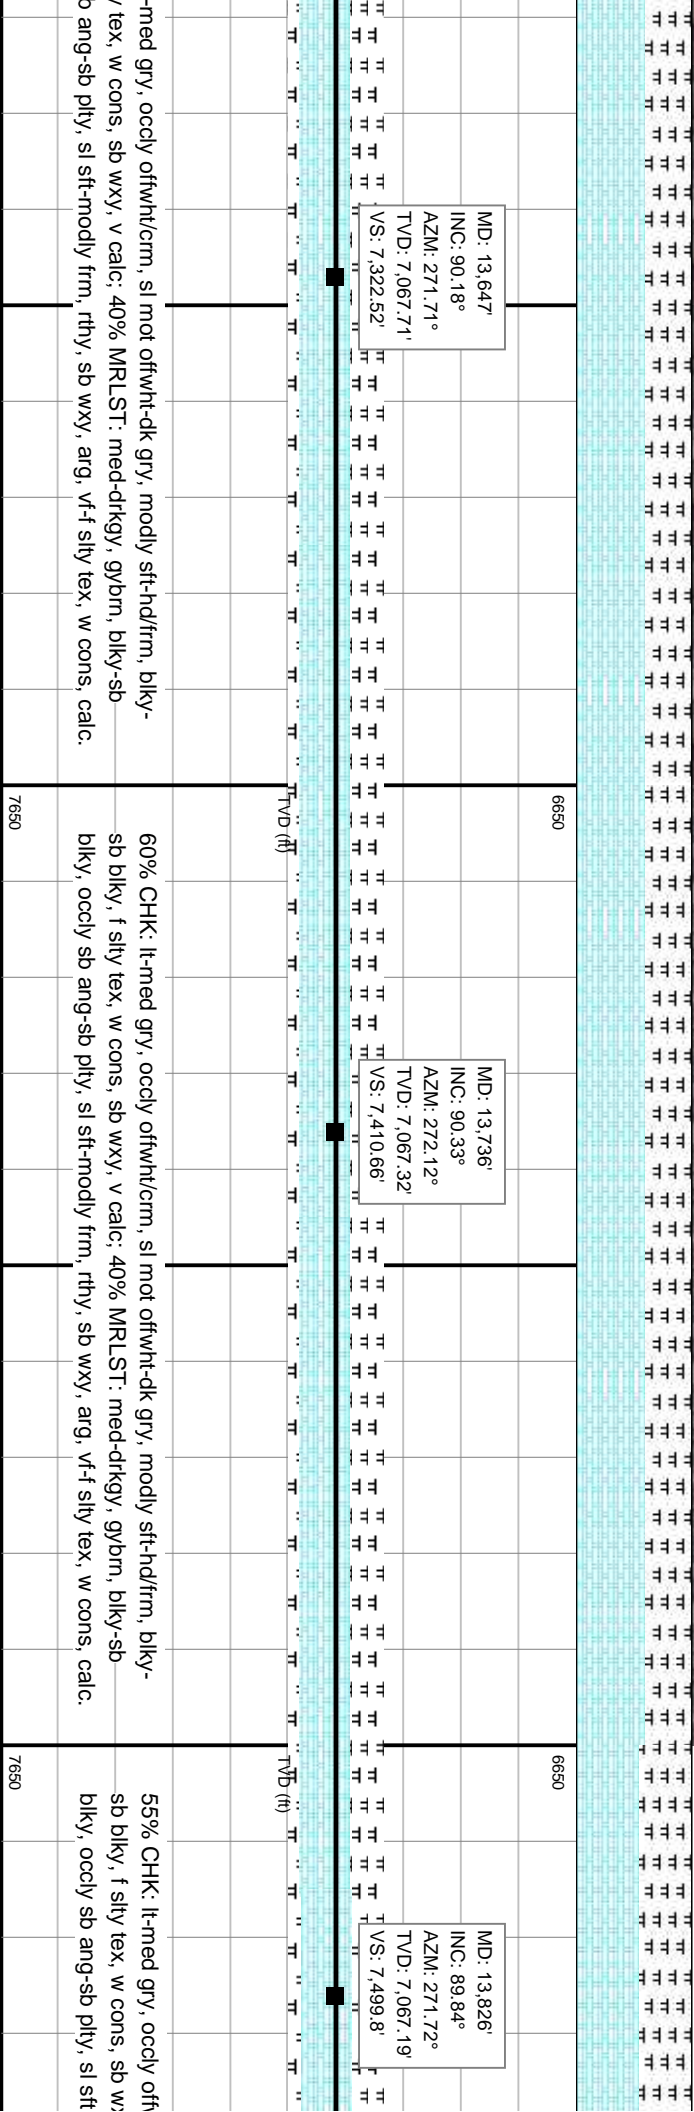 -med gry, occly offwht/crm, sl mot offwht-dk gry, modly sft-hd/frm, blky-
tex, w cons, sb wxy, v calc; 40% MRLST: med-drkgy, gybrn, blky-sb
ang-sb plty, sl sft-modly frm, rthy, sb wxy, arg, vf-f slty tex, w cons, calc.
MD: 13,647'
INC: 90.18°
AZM: 271.71°
TVD: 7,067.71'
VS: 7,322.52'
6650
TVD (ft)
7650
60% CHK: lt-med gry, occly offwht/crm, sl mot offwht-dk gry, modly sft-hd/frm, blky-
sb blky, f slty tex, w cons, sb wxy, v calc; 40% MRLST: med-drkgy, gybrn, blky-sb
blky, occly sb ang-sb plty, sl sft-modly frm, rthy, sb wxy, arg, vf-f slty tex, w cons, calc.
MD: 13,736'
INC: 90.33°
AZM: 272.12°
TVD: 7,067.32'
VS: 7,410.66'
6650
TVD (ft)
7650
55% CHK: lt-med gry, occly
sb blky, f slty tex, w cons, sb
blky, occly sb ang-sb plty, sl sft
MD: 13,826'
INC: 89.84°
AZM: 271.72°
TVD: 7,067.19'
VS: 7,499.8'